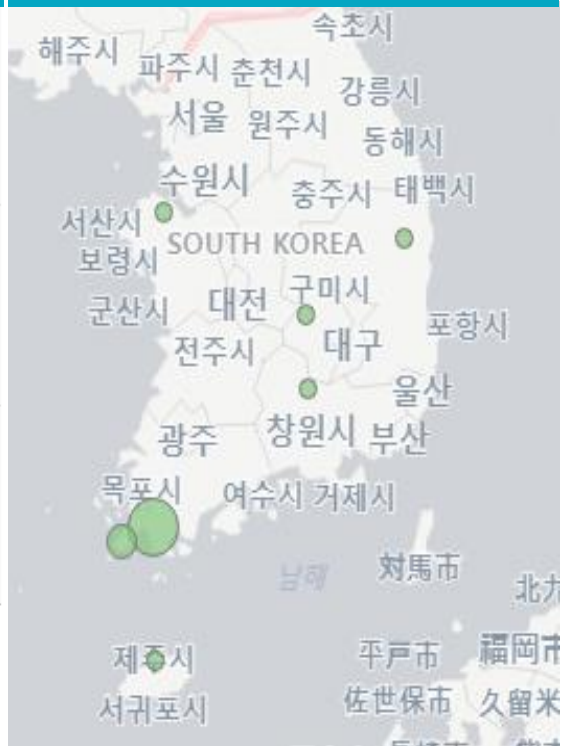 속초시
해주시
파주시 춘천시
강릉시
서울 원주시
동해시
수원시
충주시 태백시
서산시
SOUTH KOREA
보령시
구미시
군산시 대전
포항시
전주시 대구
울산
광주 창원시 부산
목포시
여수시 거제시
対馬市
남해
北九
제주시
平戸市 福岡市
서귀포시
佐世保市 久留米